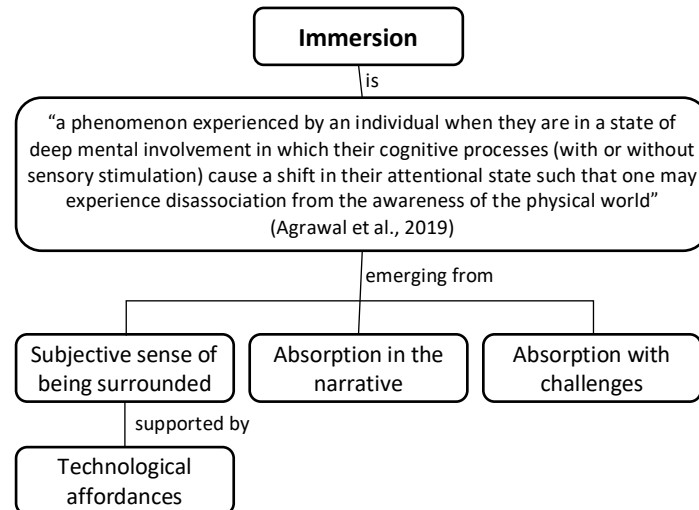 Immersion
is
“a phenomenon experienced by an individual when they are in a state of
deep mental involvement in which their cognitive processes (with or without
sensory stimulation) cause a shift in their attentional state such that one may
experience disassociation from the awareness of the physical world”
(Agrawal et al., 2019)
emerging from
Subjective sense of
being surrounded
Absorption in the
narrative
Absorption with
challenges
supported by
Technological
affordances